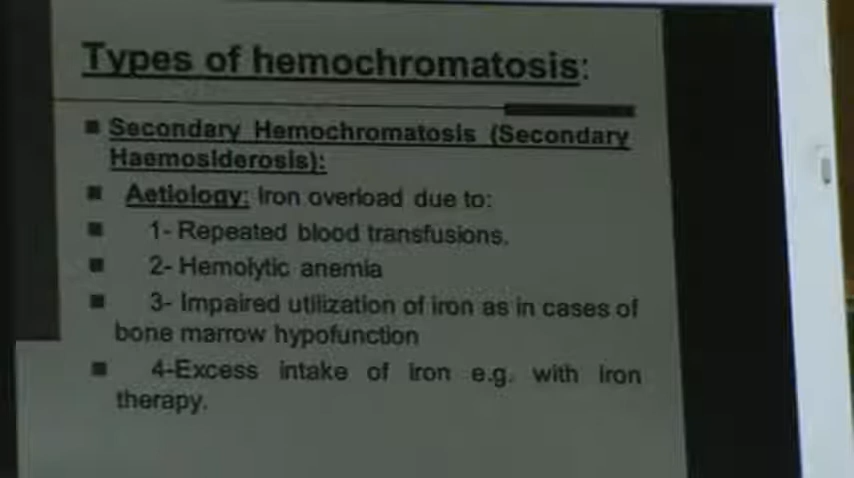 Types of hemochromatosis:
Secondary Hemochromatosis (Secondary
Haemosiderosis):
Aetiology: Iron overload due to:
1- Repeated blood transfusions.
2- Hemolytic anemia
3- Impaired utilization of iron as in cases of
bone marrow hypofunction
4-Excess intake of iron e.g. with iron
therapy.